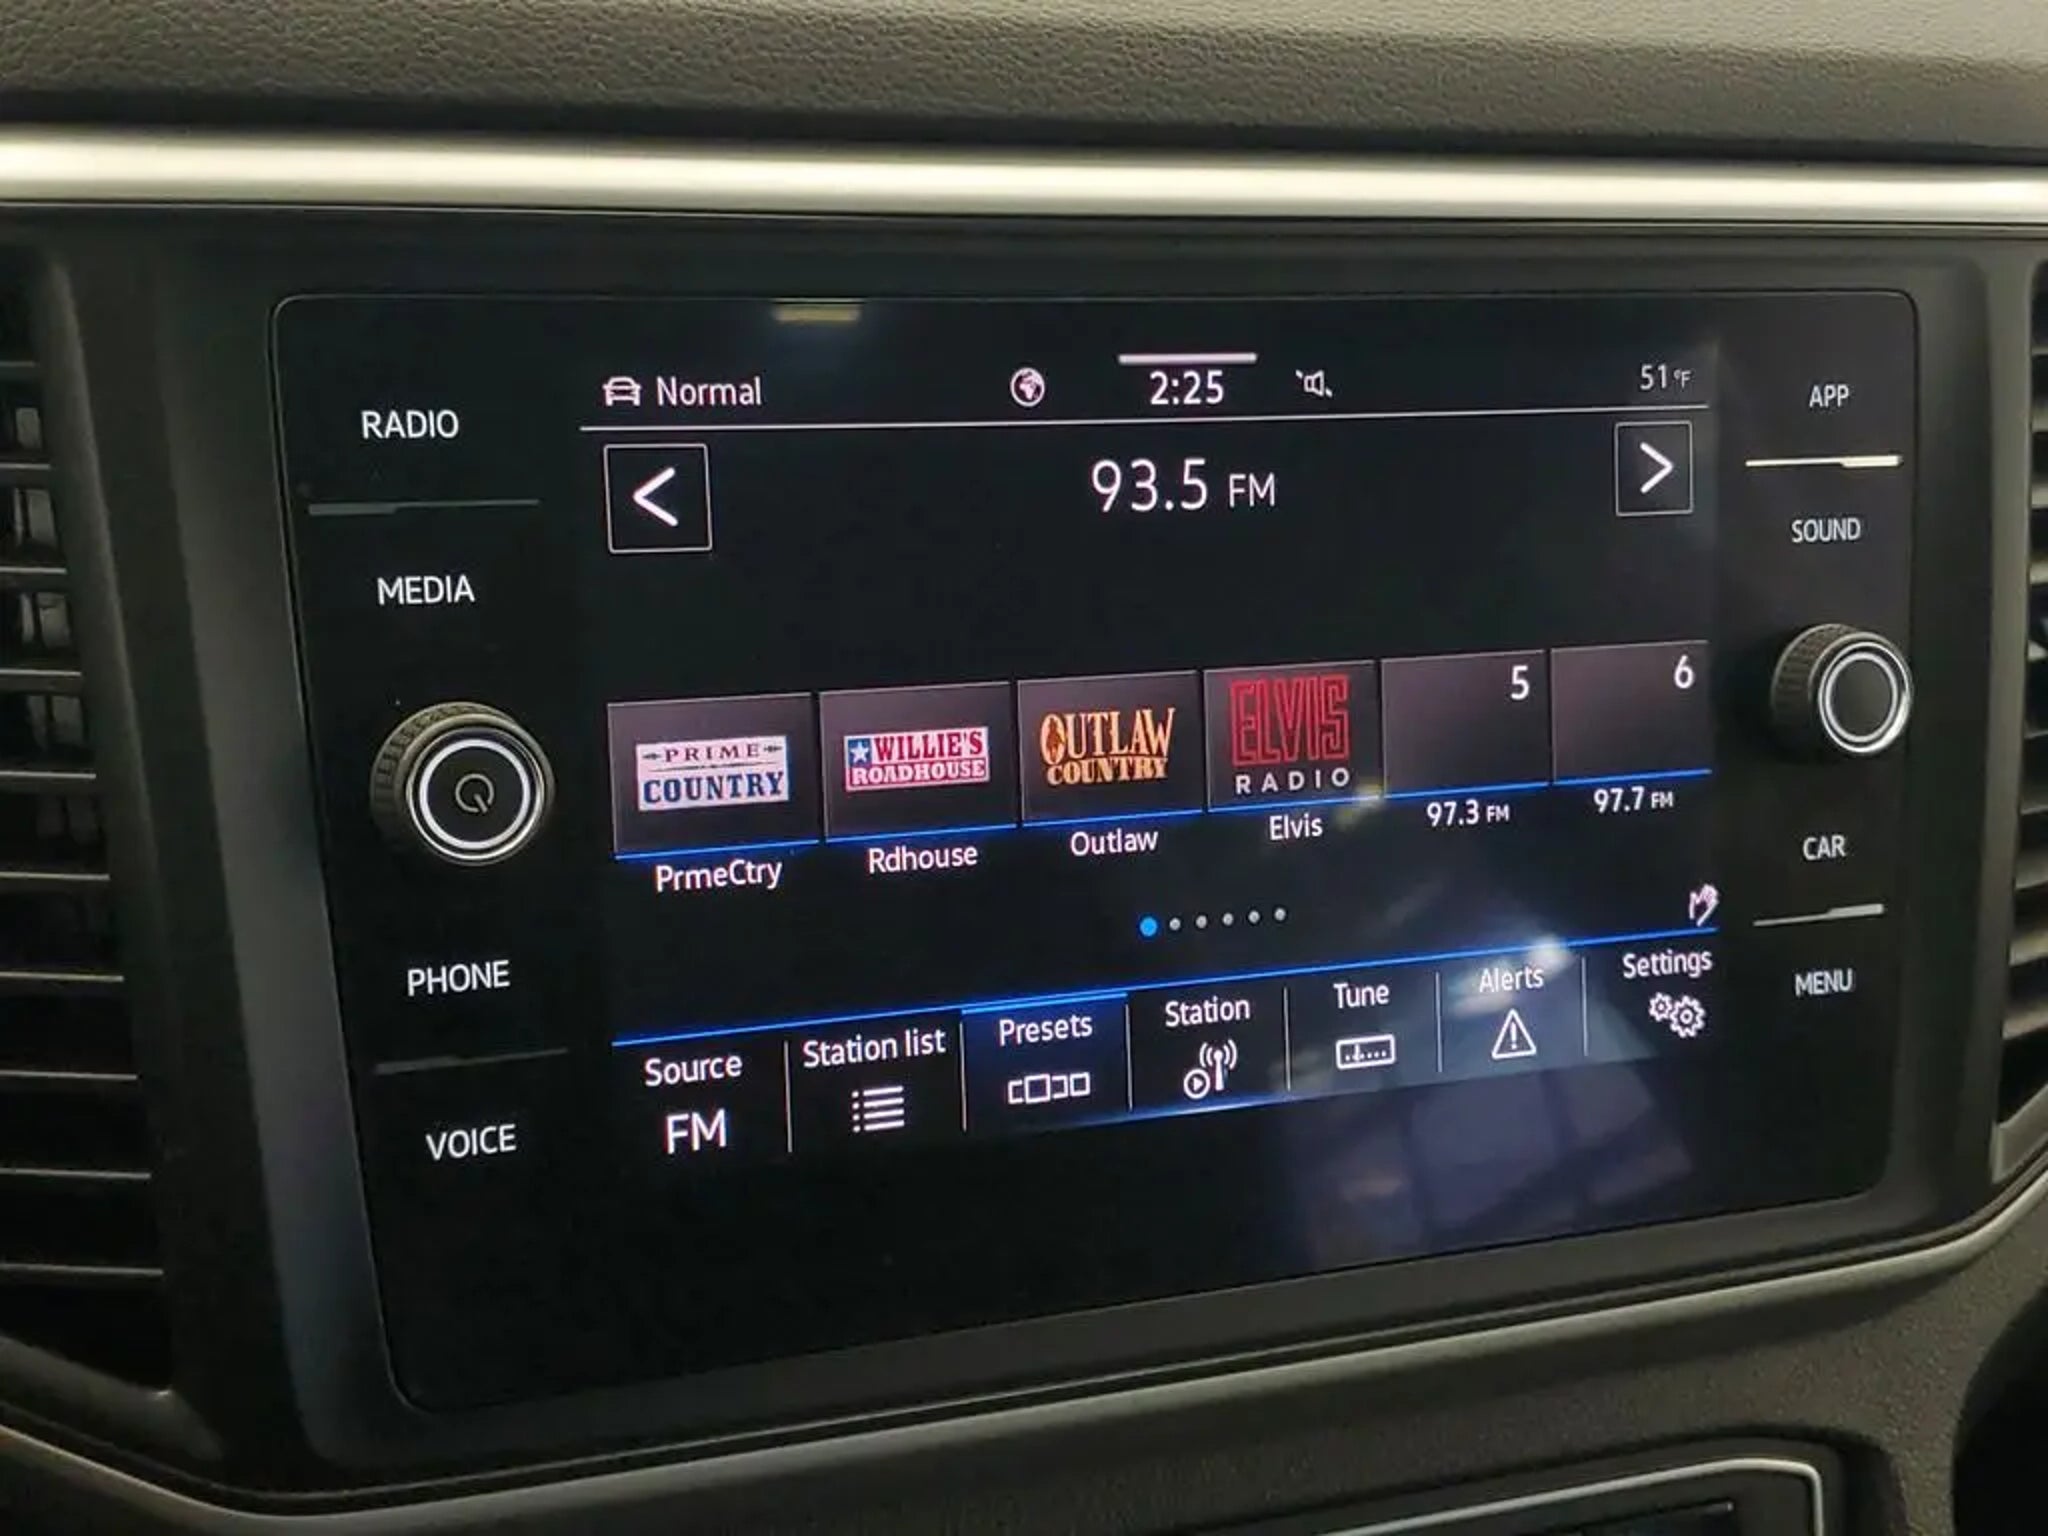 RADIO
MEDIA
PHONE
VOICE
Normal
2:25
51°F
93.5 FM
PRIME
COUNTRY
WILLIE'S
ROADHOUSE
OUTLAW
COUNTRY
ELVIS
RADIO
5
6
PrmeCtry
Rdhouse
Outlaw
Elvis
97.3 FM
97.7 FM
Source
FM
Station list
Presets
Station
Tune
Alerts
Settings
APP
SOUND
CAR
MENU